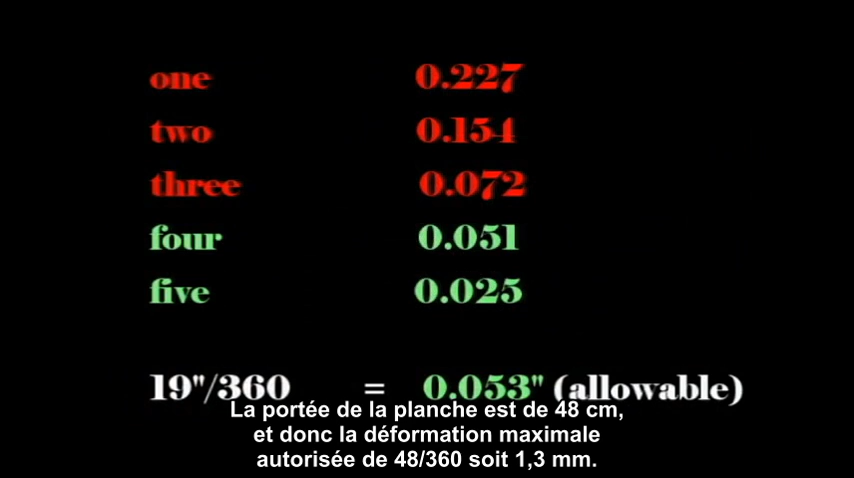 one 0.227
two 0.154
three 0.072
four 0.051
five 0.025
19"/360 = 0.053" (allowable)
La portée de la planche est de 48 cm,
et donc la déformation maximale
autorisée de 48/360 soit 1,3 mm.